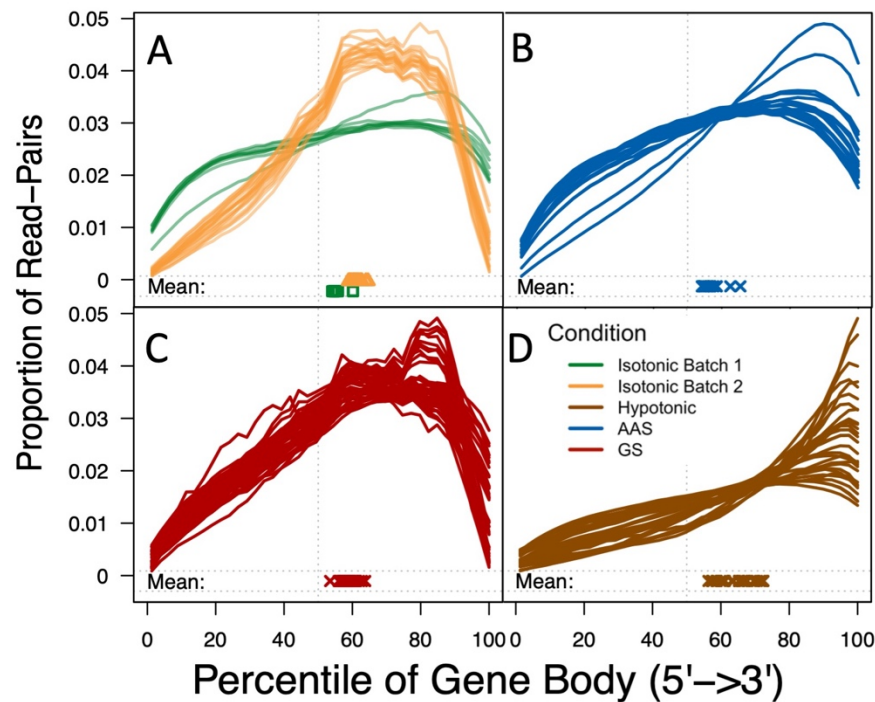 Proportion of Read-Pairs
0.05
0.04
0.03
0.02
0.01
0
A
Mean:
B
Mean:
0.05
0.04
0.03
0.02
0.01
0
C
Mean:
D
Condition
Isotonic Batch 1
Isotonic Batch 2
Hypotonic
AAS
GS
Mean:
0 20 40 60 80 100 0 20 40 60 80 100
Percentile of Gene Body (5'->3')